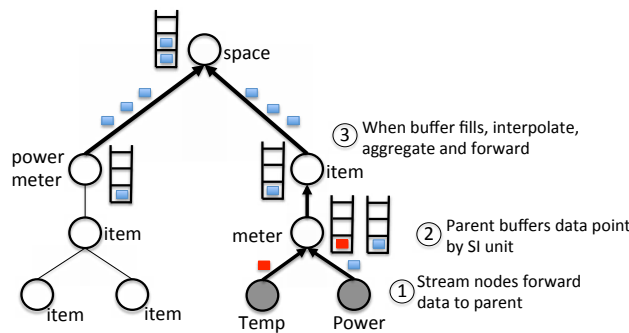 space
③ When buffer fills, interpolate,
aggregate and forward
power
meter
item
item
meter
② Parent buffers data point
by SI unit
① Stream nodes forward
data to parent
item
item
Temp
Power